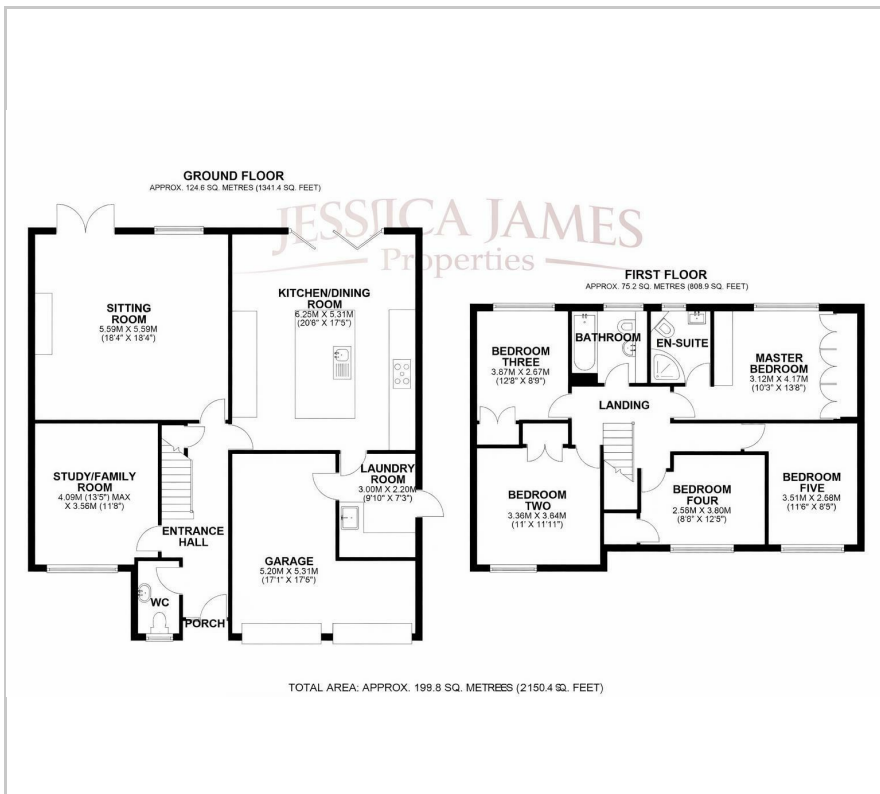 GROUND FLOOR
APPROX. 124.6 SQ. METRES (1341.4 SQ. FEET)
JESSICA JAMES
Properties
SITTING
ROOM
5.59M X 5.59M
(18'4" X 18'4")
KITCHEN/DINING
ROOM
6.25M X 5.31M
(20'6" X 17'5")
STUDY/FAMILY
ROOM
4.09M (13'5") MAX
X 3.56M (11'8")
ENTRANCE
HALL
LAUNDRY
ROOM
3.00M X 2.20M
(9'10" X 7'3")
GARAGE
5.20M X 5.31M
(17'1" X 17'5")
WC
PORCH
FIRST FLOOR
APPROX. 75.2 SQ. METRES (808.9 SQ. FEET)
BEDROOM
THREE
3.87M X 2.67M
(12'8" X 8'9")
BATHROOM
EN-SUITE
MASTER
BEDROOM
3.12M X 4.17M
(10'3" X 13'8")
LANDING
BEDROOM
TWO
3.36M X 3.64M
(11' X 11'11")
BEDROOM
FOUR
2.58M X 3.80M
(8'8" X 12'5")
BEDROOM
FIVE
3.51M X 2.68M
(11'6" X 8'5")
TOTAL AREA: APPROX. 199.8 SQ. METRES (2150.4 SQ. FEET)